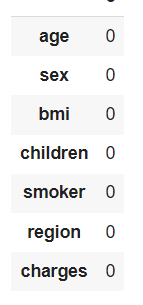 age 0
sex 0
bmi 0
children 0
smoker 0
region 0
charges 0